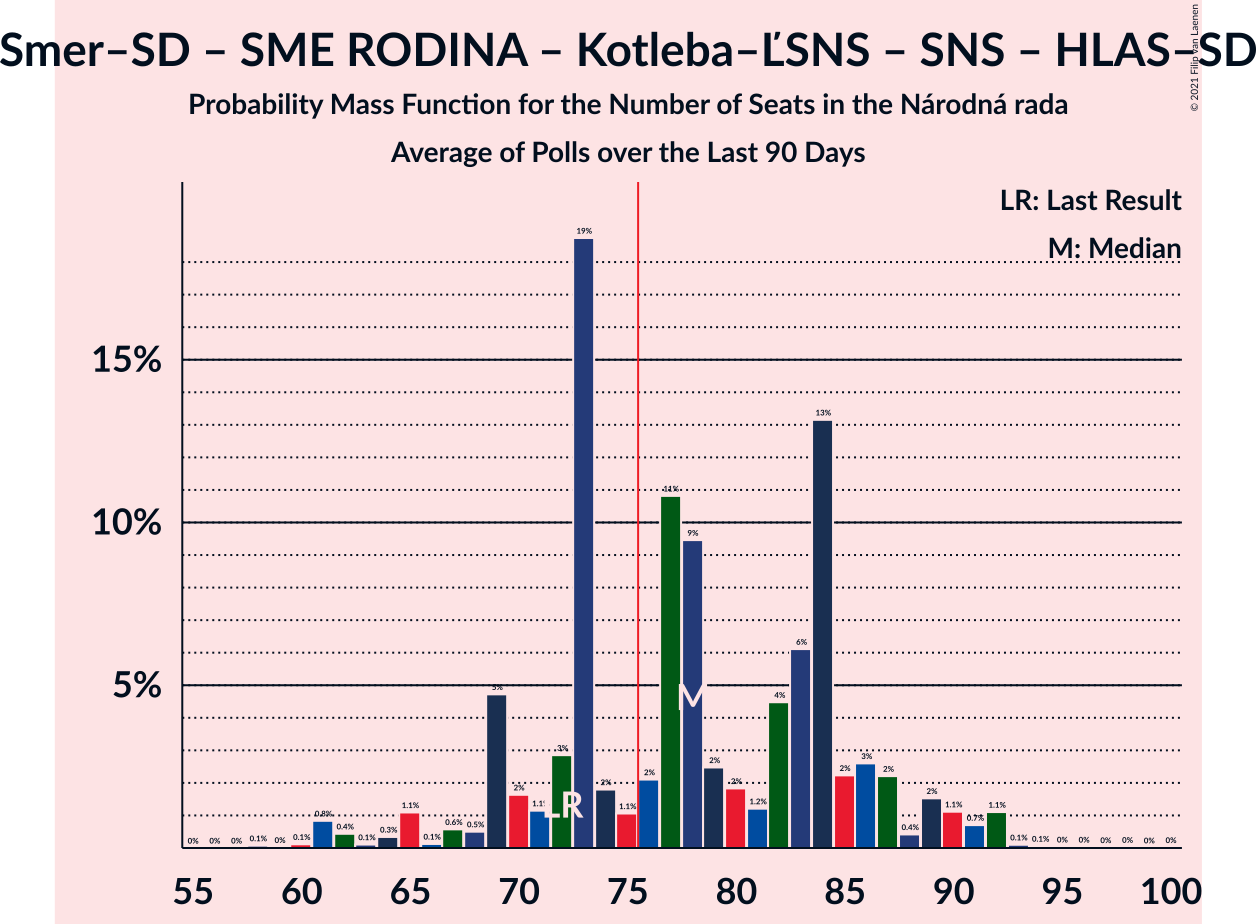 Smer–SD – SME RODINA – Kotleba–ĽSNS – SNS – HLAS–SD
© 2021 Filip van Laenen
Probability Mass Function for the Number of Seats in the Národná rada
Average of Polls over the Last 90 Days
LR: Last Result
M: Median
15%
10%
5%
0% 0% 0% 0.1% 0% 0.1% 0.8% 0.4% 0.1% 0.3% 1.1% 0.1% 0.6% 0.5% 5% 2% 1.1% 3% 19% 2% 1.1% 2% 11% 9% 2% 2% 1.2% 4% 6% 13% 2% 3% 2% 0.4% 2% 1.1% 0.7% 1.1% 0.1% 0.1% 0% 0% 0% 0% 0% 0%
LR
M
55 60 65 70 75 80 85 90 95 100